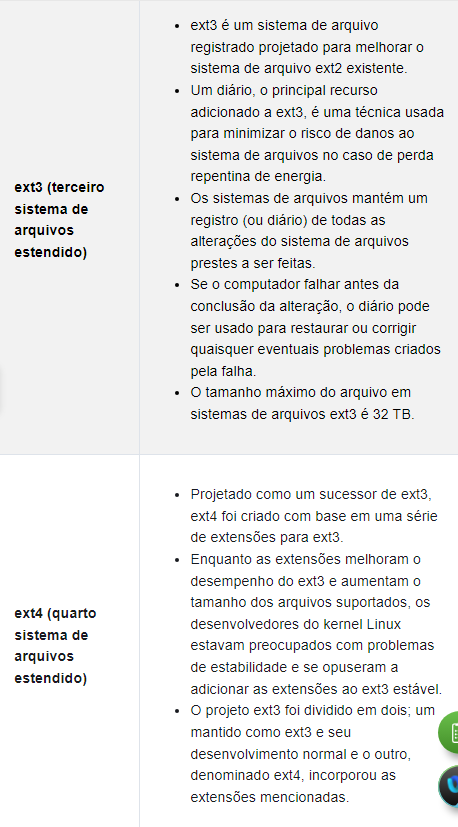 ext3 (terceiro
sistema de
arquivos
estendido)
ext3 é um sistema de arquivo
registrado projetado para melhorar o
sistema de arquivo ext2 existente.
Um diário, o principal recurso
adicionado a ext3, é uma técnica usada
para minimizar o risco de danos ao
sistema de arquivos no caso de perda
repentina de energia.
Os sistemas de arquivos mantém um
registro (ou diário) de todas as
alterações do sistema de arquivos
prestes a ser feitas.
Se o computador falhar antes da
conclusão da alteração, o diário pode
ser usado para restaurar ou corrigir
quaisquer eventuais problemas criados
pela falha.
O tamanho máximo do arquivo em
sistemas de arquivos ext3 é 32 TB.
ext4 (quarto
sistema de
arquivos
estendido)
Projetado como um sucessor de ext3,
ext4 foi criado com base em uma série
de extensões para ext3.
Enquanto as extensões melhoram o
desempenho do ext3 e aumentam o
tamanho dos arquivos suportados, os
desenvolvedores do kernel Linux
estavam preocupados com problemas
de estabilidade e se opuseram a
adicionar as extensões ao ext3 estável.
O projeto ext3 foi dividido em dois; um
mantido como ext3 e seu
desenvolvimento normal e o outro,
denominado ext4, incorporou as
extensões mencionadas.